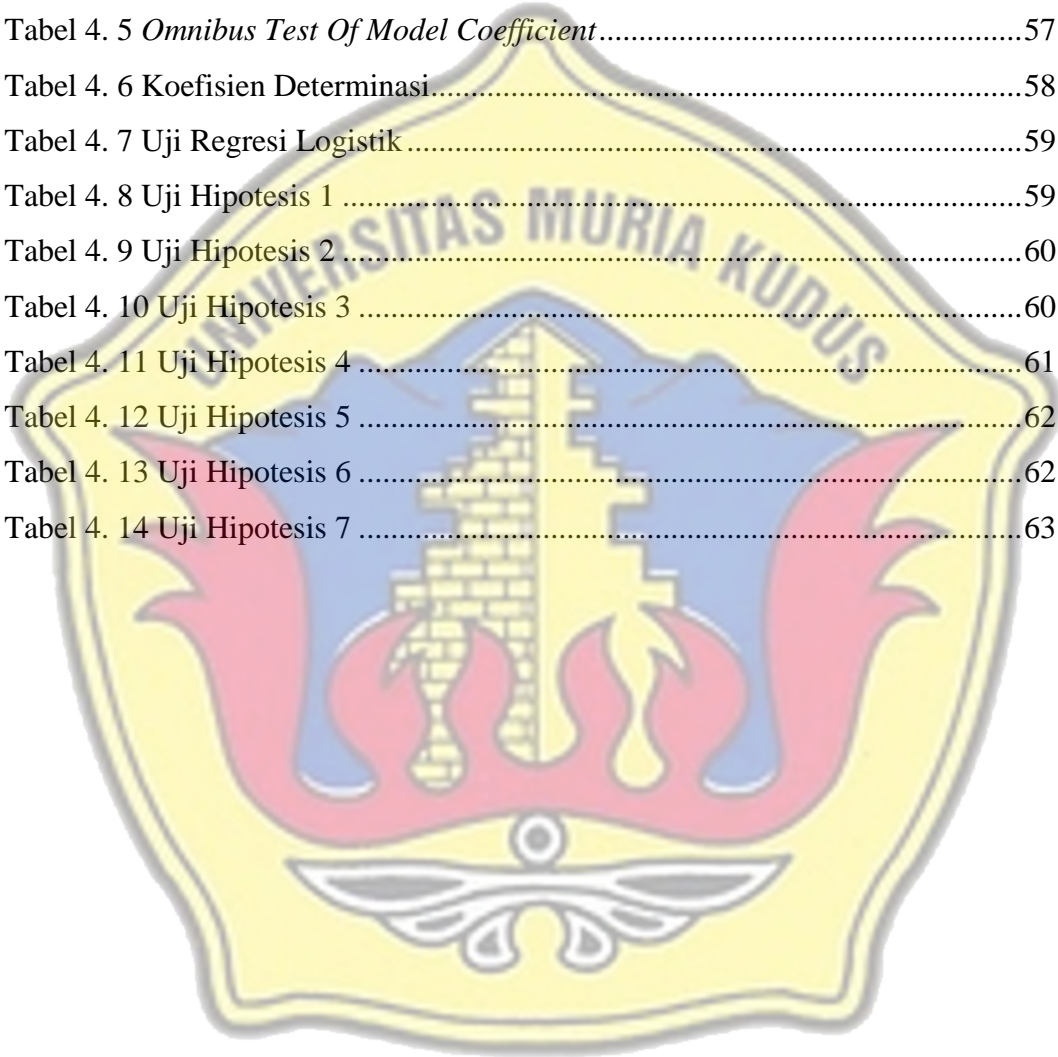 Tabel 4. 5 Omnibus Test Of Model Coefficient....................................................57
Tabel 4. 6 Koefisien Determinasi..........................................................................58
Tabel 4. 7 Uji Regresi Logistik.............................................................................59
Tabel 4. 8 Uji Hipotesis 1 .....................................................................................59
Tabel 4. 9 Uji Hipotesis 2 .....................................................................................60
Tabel 4. 10 Uji Hipotesis 3 ...................................................................................60
Tabel 4. 11 Uji Hipotesis 4 ...................................................................................61
Tabel 4. 12 Uji Hipotesis 5 ...................................................................................62
Tabel 4. 13 Uji Hipotesis 6 ...................................................................................62
Tabel 4. 14 Uji Hipotesis 7 ...................................................................................63
UNIVERSITAS MURIA KUDUS